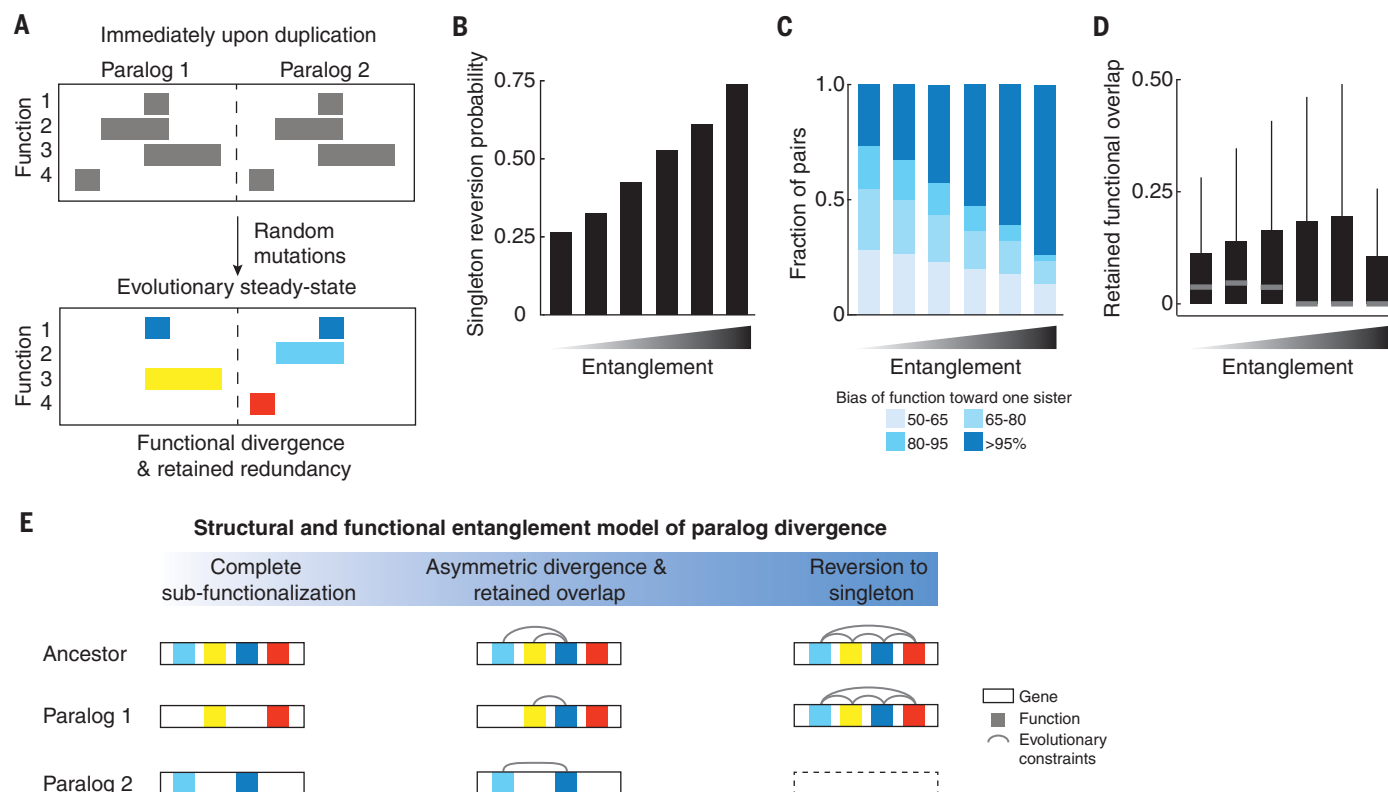 A
Immediately upon duplication
Paralog 1
Paralog 2
Function
1
2
3
4
Random
mutations
Evolutionary steady-state
Function
1
2
3
4
Functional divergence
& retained redundancy
B
Singleton reversion probability
0.75
0.50
0.25
0
Entanglement
C
Fraction of pairs
1.0
0.5
0
Entanglement
Bias of function toward one sister
50-65
65-80
80-95
>95%
D
Retained functional overlap
0.50
0.25
0
Entanglement
E
Structural and functional entanglement model of paralog divergence
Complete
sub-functionalization
Asymmetric divergence &
retained overlap
Reversion to
singleton
Ancestor
Paralog 1
Paralog 2
Gene
Function
Evolutionary
constraints